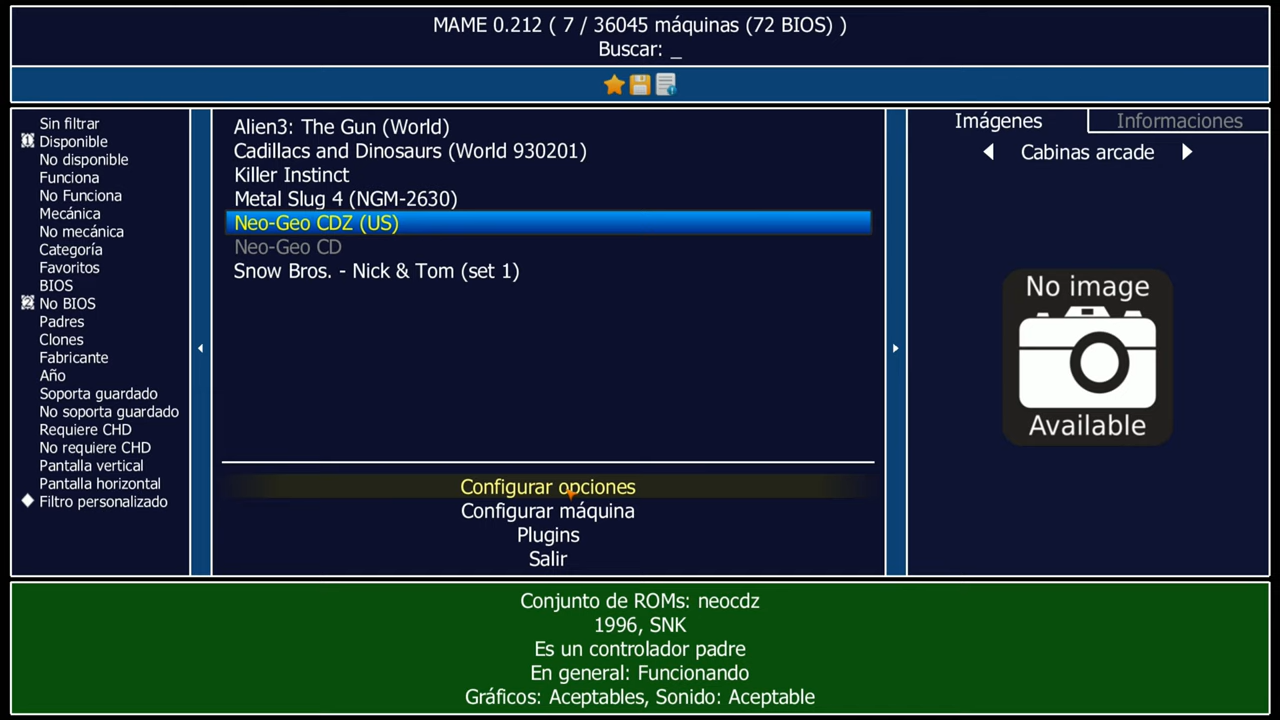 MAME 0.212 ( 7 / 36045 máquinas (72 BIOS) )
Buscar: _
Sin filtrar
Disponible
No disponible
Funciona
No Funciona
Mecánica
No mecánica
Categoría
Favoritos
BIOS
No BIOS
Padres
Clones
Fabricante
Año
Soporta guardado
No soporta guardado
Requiere CHD
No requiere CHD
Pantalla vertical
Pantalla horizontal
Filtro personalizado
Alien3: The Gun (World)
Cadillacs and Dinosaurs (World 930201)
Killer Instinct
Metal Slug 4 (NGM-2630)
Neo-Geo CDZ (US)
Neo-Geo CD
Snow Bros. - Nick & Tom (set 1)
Configurar opciones
Configurar máquina
Plugins
Salir
Imágenes
Informaciones
Cabinas arcade
No image
Available
Conjunto de ROMs: neocdz
1996, SNK
Es un controlador padre
En general: Funcionando
Gráficos: Aceptables, Sonido: Aceptable